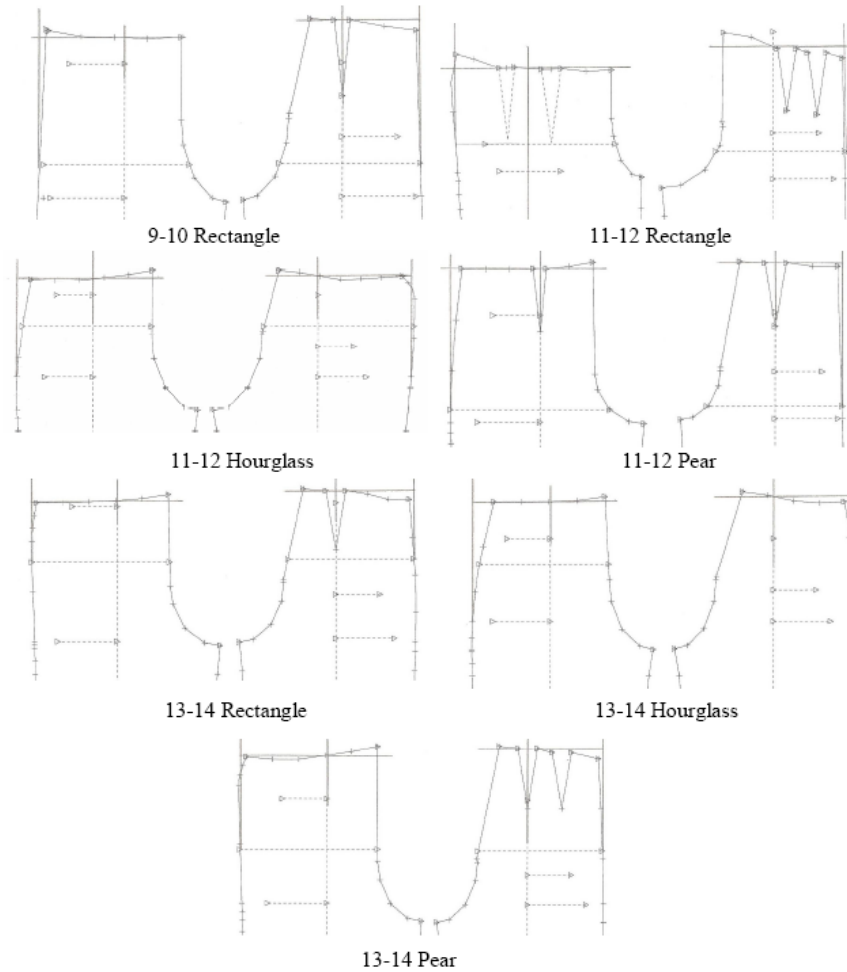 9-10 Rectangle
11-12 Rectangle
11-12 Hourglass
11-12 Pear
13-14 Rectangle
13-14 Hourglass
13-14 Pear